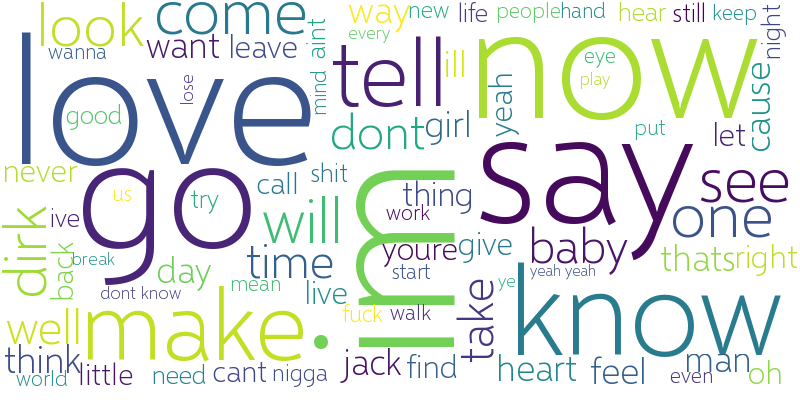 look
come
way
new
life
people
hand
hear
still
keep
night
wanna
want
leave
aint
every
love
tell
ill
now
eye
play
good
lose
mind
dont
girl
yeah
put
let
cause
never
go
us
try
call
shit
im
thing
say
see
dirk
ive
back
break
day
will
work
youre
give
baby
one
thats
right
time
mean
live
start
ye
yeah yeah
dont know
know
well
make
fuck
walk
take
think
world
little
need
cant
nigga
jack
find
heart
feel
man
even
oh